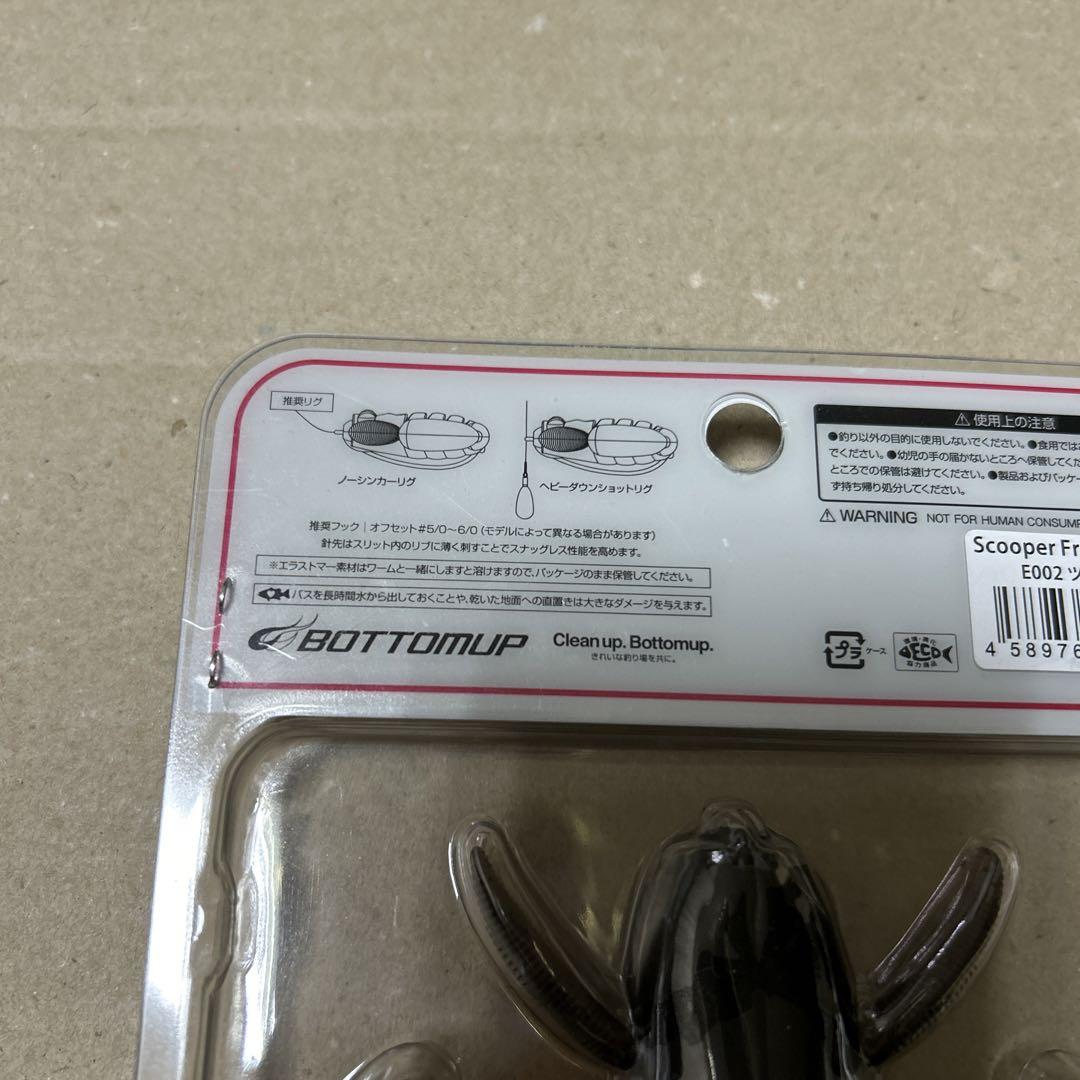 推奨リグ
ノーシンカーリグ
ヘビーダウンショットリグ
推奨フック│オフセット#5/0〜6/0（モデルによって異なる場合があります）
針先はスリット内のリブに薄く刺すことでスナッグレス性能を高めます。
※エラストマー素材はワームと一緒にしますと溶けますので、パッケージのまま保管してください。
バスを長時間水から出しておくことや、乾いた地面への直置きは大きなダメージを与えます。
BOTTOMUP
Clean up. Bottomup.
きれいな釣り場を共に。
⚠ 使用上の注意
●釣り以外の目的に使用しないでください。●食用では
でください。●幼児の手の届かないところへ保管してく
ところでの保管は避けてください。●製品およびパッケー
ず持ち帰り処分してください。
⚠ WARNING NOT FOR HUMAN CONSUM
プラ ケース
ECO
協力商品
Scooper Fr
E002 ツ
4 58976